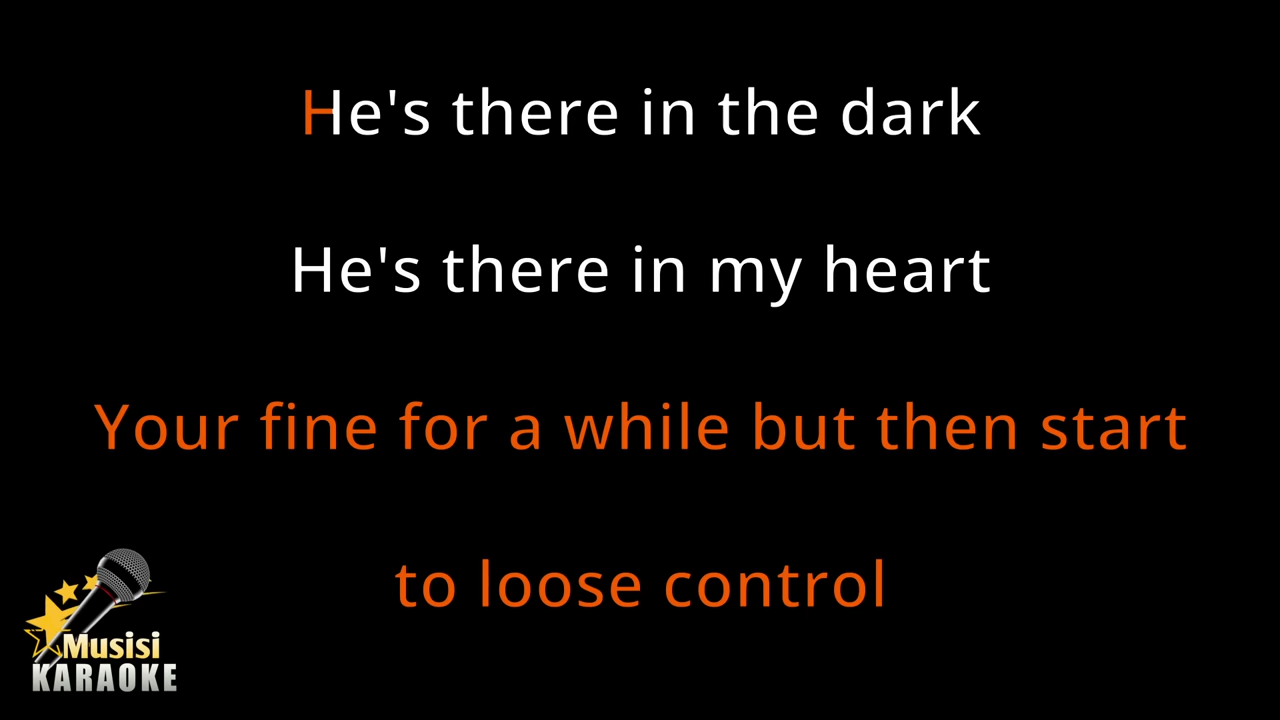 He's there in the dark
He's there in my heart
Your fine for a while but then start
to loose control
Musisi
KARAOKE